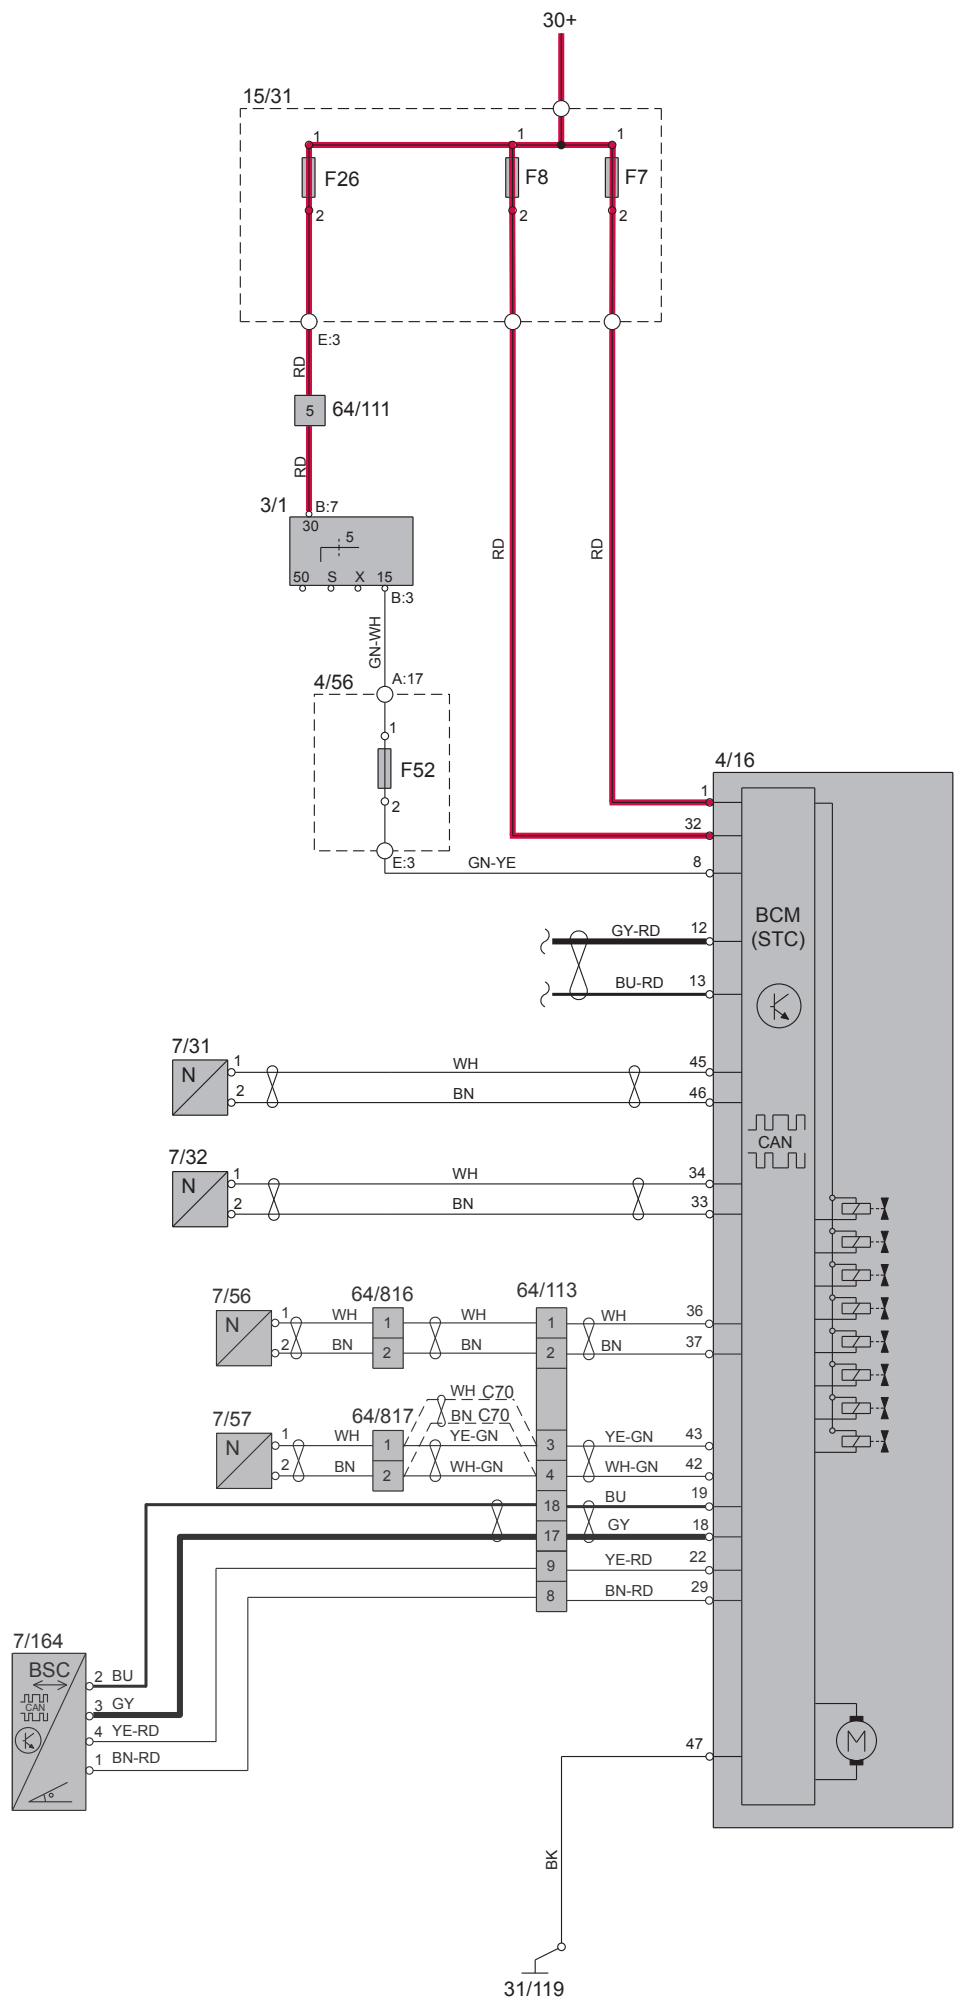 30+
15/31
1 1 1
F26 F8 F7
2 2 2
E:3
RD
5 64/111
RD
3/1 B:7
30
5
50 S X 15
B:3
RD RD
GN-WH
4/56 A:17
1
F52
2
E:3 GN-YE 8
4/16
1
32
BCM
(STC)
GY-RD 12
BU-RD 13
7/31
N 1 WH 45
2 BN 46
CAN
7/32
N 1 WH 34
2 BN 33
7/56 64/816 64/113
N 1 WH 1 WH 1 WH 36
2 BN 2 BN 2 BN 37
WH C70
7/57 64/817 BN C70
N 1 WH 1 YE-GN 3 YE-GN 43
2 BN 2 WH-GN 4 WH-GN 42
18 BU 19
17 GY 18
9 YE-RD 22
8 BN-RD 29
7/164
BSC 2 BU
CAN 3 GY
4 YE-RD
1 BN-RD
47
M
BK
31/119